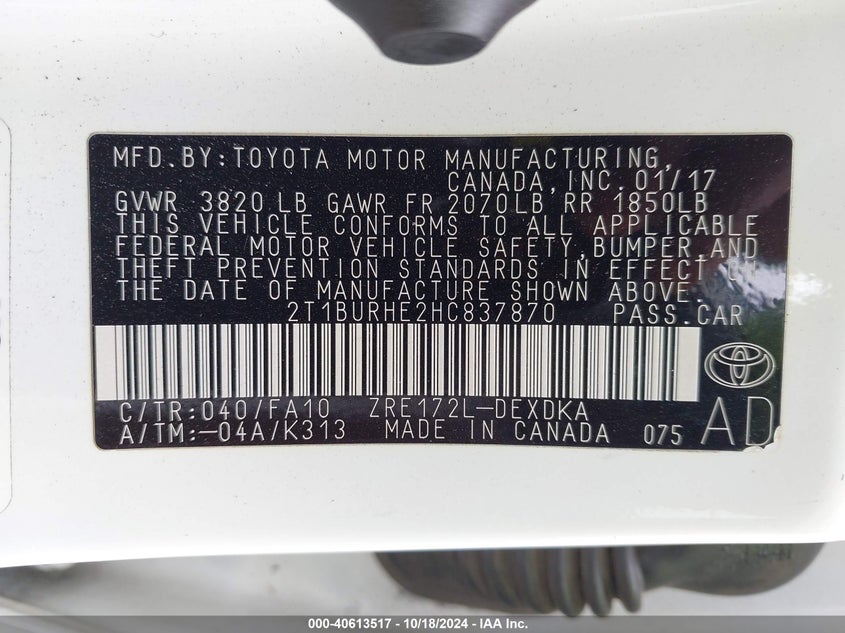 MFD.BY:TOYOTA MOTOR MANUFACTURING,
CANADA,INC.01/17
GVWR 3820 LB GAWR FR 2070LB RR 1850LB
THIS VEHICLE CONFORMS TO ALL APPLICABLE
FEDERAL MOTOR VEHICLE SAFETY,BUMPER AND
THEFT PREVENTION STANDARDS IN EFFECT ON
THE DATE OF MANUFACTURE SHOWN ABOVE.
2T1BURHE2HC837870 PASS.CAR
C/TR:040/FA10 ZRE172L-DEXDKA
A/TM:-04A/K313 MADE IN CANADA 075 AD
000-40613517 - 10/18/2024 - IAA Inc.